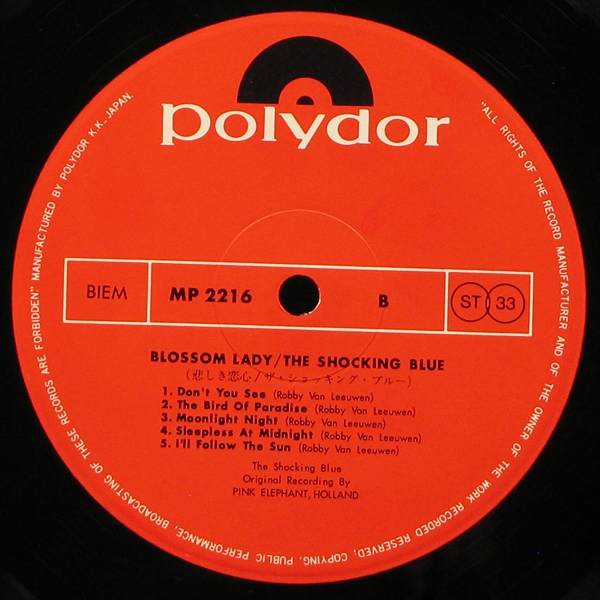 polydor
"ALL RIGHTS OF THE RECORD MANUFACTURER AND OF THE OWNER OF THE WORK RECORDED RESERVED, COPYING, PUBLIC PERFORMANCE, BROADCASTING OF THESE RECORDS ARE FORBIDDEN" MANUFACTURED BY POLYDOR K.K., JAPAN.
BIEM MP 2216 B ST 33
BLOSSOM LADY/THE SHOCKING BLUE
(悲しき恋心/ザ・ショッキング・ブルー)
1. Don't You See (Robby Van Leeuwen)
2. The Bird Of Paradise (Robby Van Leeuwen)
3. Moonlight Night (Robby Van Leeuwen)
4. Sleepless At Midnight (Robby Van Leeuwen)
5. I'll Follow The Sun (Robby Van Leeuwen)
The Shocking Blue
Original Recording By
PINK ELEPHANT, HOLLAND